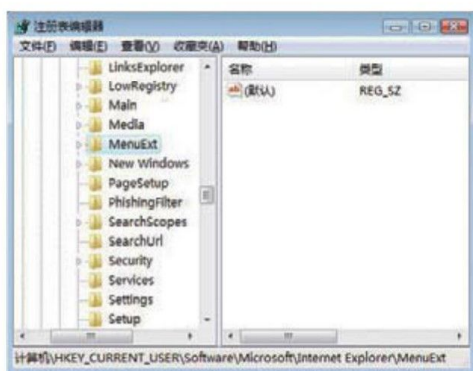 注册表编辑器
文件(F) 编辑(E) 查看(V) 收藏夹(A) 帮助(H)
LinksExplorer
LowRegistry
Main
Media
MenuExt
New Windows
PageSetup
PhishingFilter
SearchScopes
SearchUrl
Security
Services
Settings
Setup
名称 类型
ab (默认) REG_SZ
计算机\HKEY_CURRENT_USER\Software\Microsoft\Internet Explorer\MenuExt